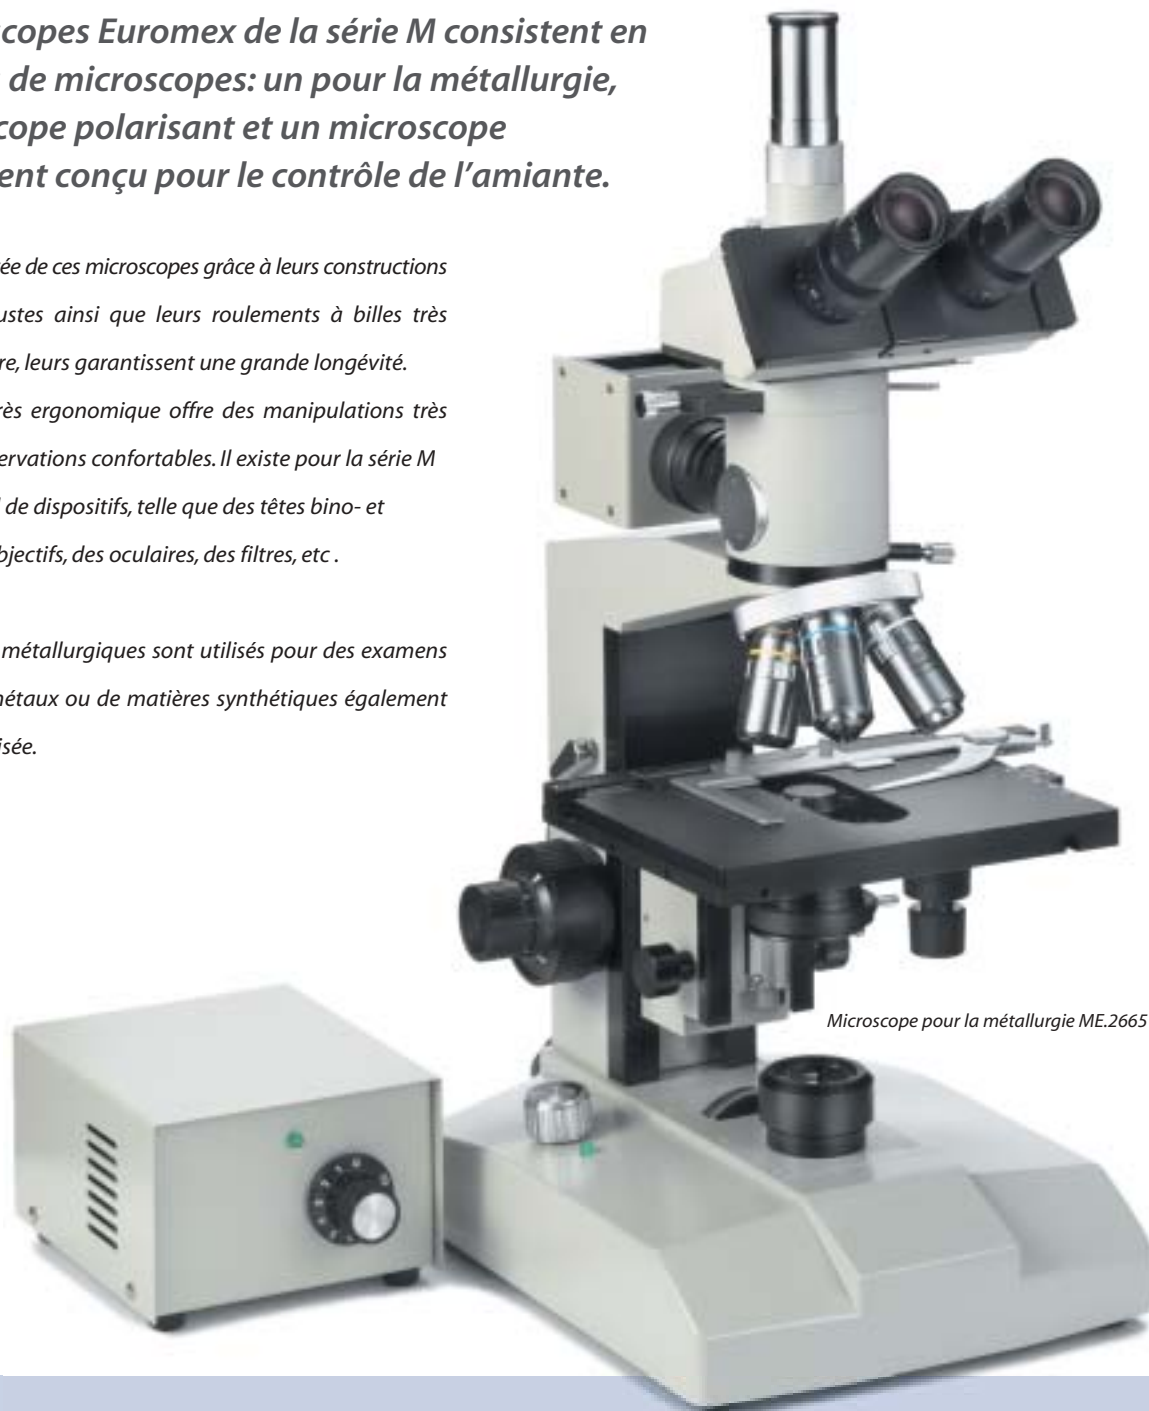 copes Euromex de la série M consistent en
de microscopes: un pour la métallurgie,
cope polarisant et un microscope
ent conçu pour le contrôle de l'amiante.
ée de ces microscopes grâce à leurs constructions
ustes ainsi que leurs roulements à billes très
re, leurs garantissent une grande longévité.
rès ergonomique offre des manipulations très
ervations confortables. Il existe pour la série M
de dispositifs, telle que des têtes bino- et
bjectifs, des oculaires, des filtres, etc .
métallurgiques sont utilisés pour des examens
nétaux ou de matières synthétiques également
isée.
Microscope pour la métallurgie ME.2665